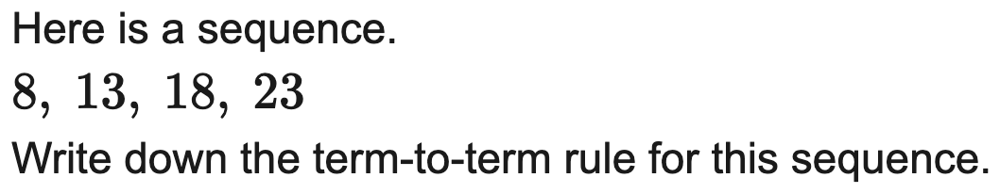 Here is a sequence.
8, 13, 18, 23
Write down the term-to-term rule for this sequence.